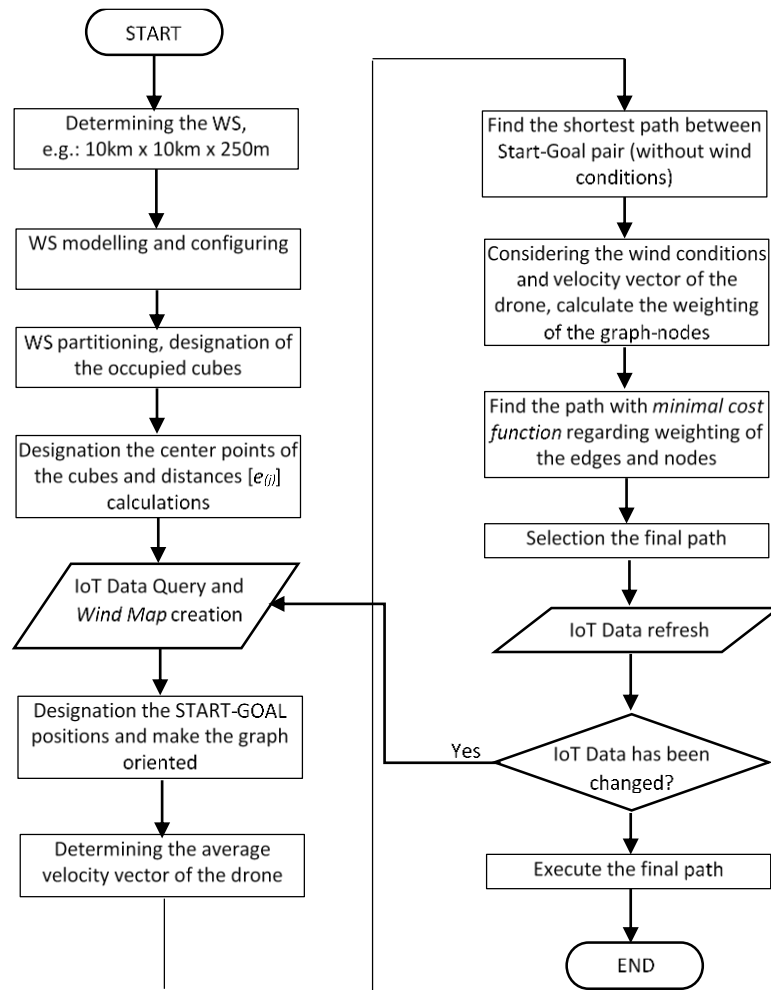 START
Determining the WS,
e.g.: 10km x 10km x 250m
WS modelling and configuring
WS partitioning, designation of
the occupied cubes
Designation the center points of
the cubes and distances [e(j)]
calculations
IoT Data Query and
Wind Map creation
Designation the START-GOAL
positions and make the graph
oriented
Determining the average
velocity vector of the drone
Find the shortest path between
Start-Goal pair (without wind
conditions)
Considering the wind conditions
and velocity vector of the
drone, calculate the weighting
of the graph-nodes
Find the path with minimal cost
function regarding weighting of
the edges and nodes
Selection the final path
IoT Data refresh
Yes
IoT Data has been
changed?
Execute the final path
END